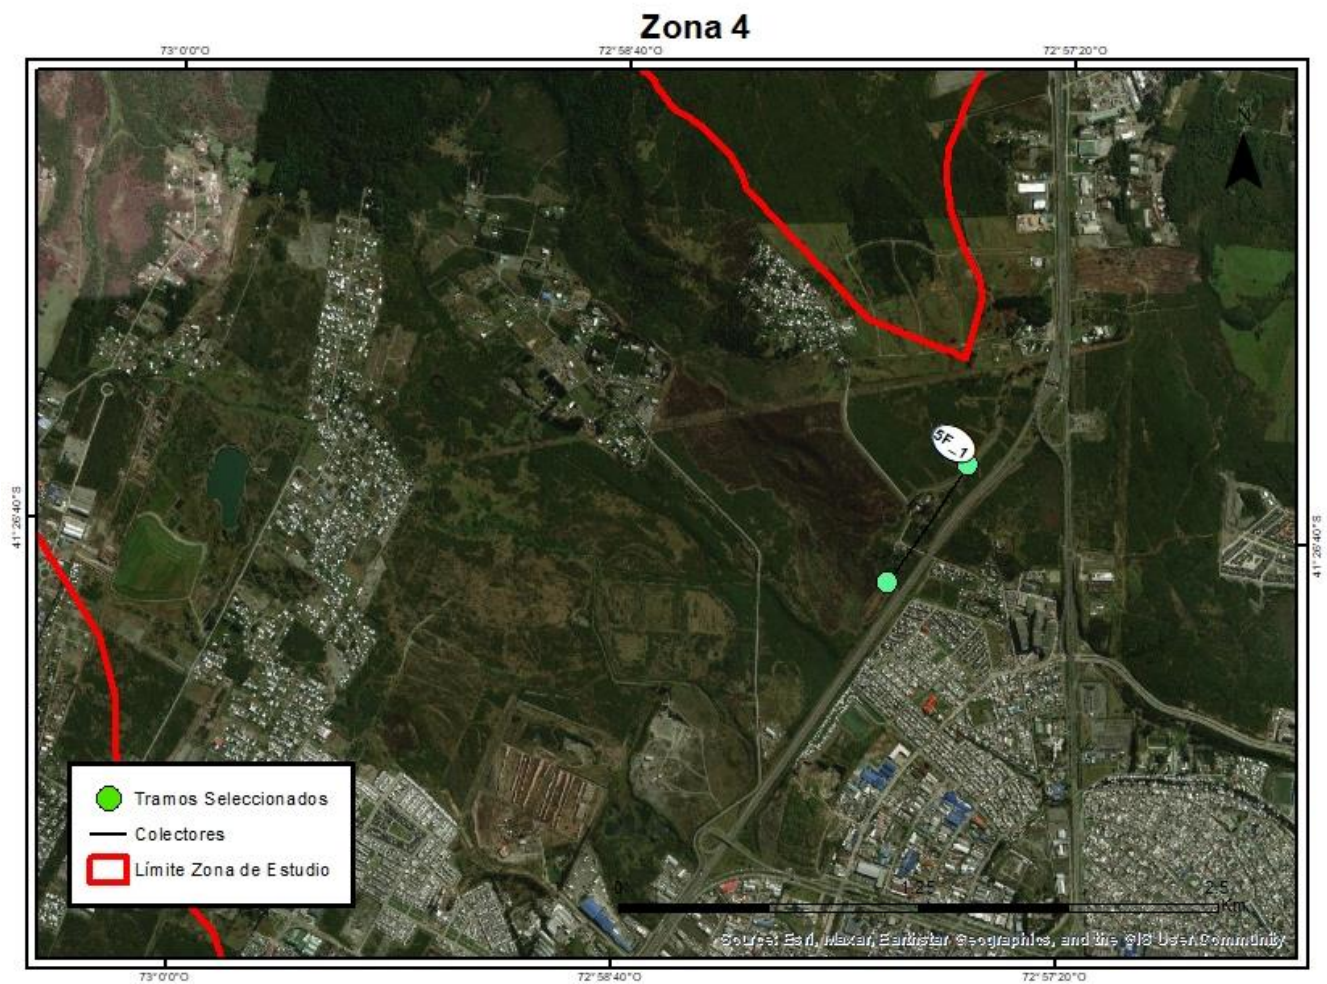 Zona 4
73°0'0"O
72°58'40"O
72°57'20"O
N
5F_1
41°26'40"S
41°26'40"S
Tramos Seleccionados
Colectores
Límite Zona de Estudio
0 1,25 2,5
Km
Source: Esri, Maxar, Earthstar Geographics, and the GIS User Community
73°0'0"O
72°58'40"O
72°57'20"O